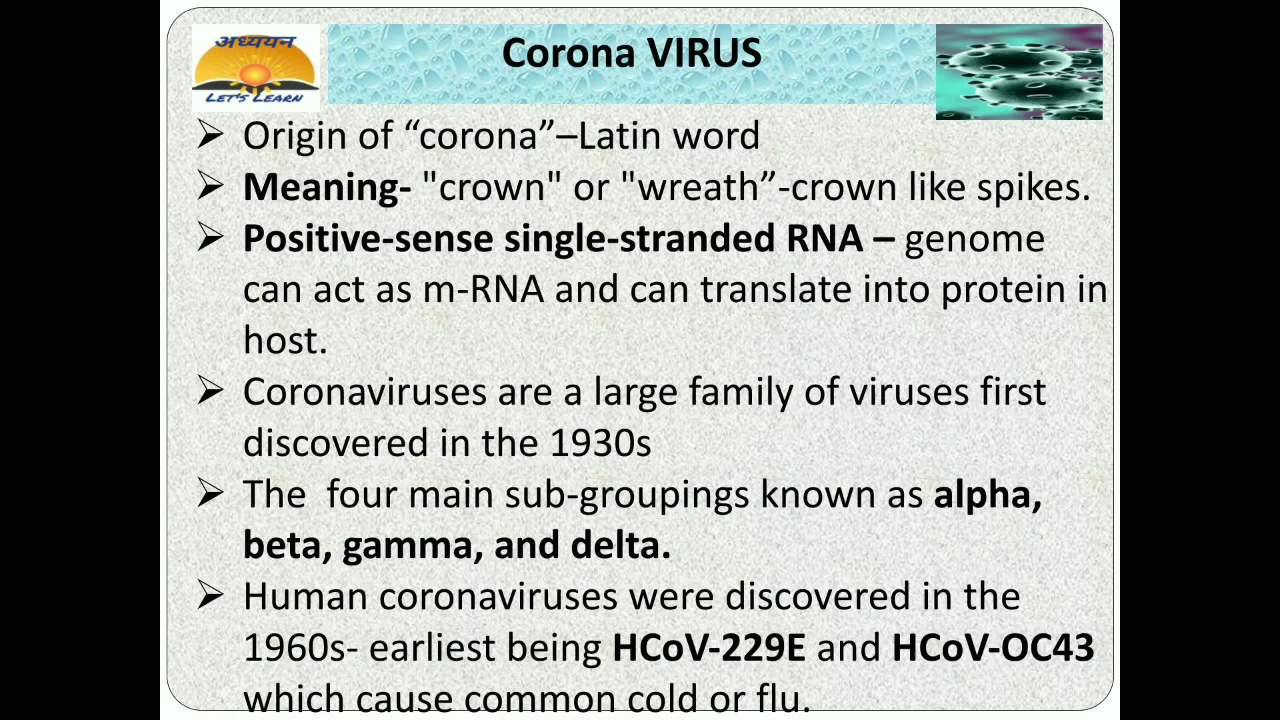 अध्ययन
LET'S LEARN
Corona VIRUS
➢ Origin of “corona”–Latin word
➢ Meaning- "crown" or "wreath”-crown like spikes.
➢ Positive-sense single-stranded RNA – genome
can act as m-RNA and can translate into protein in
host.
➢ Coronaviruses are a large family of viruses first
discovered in the 1930s
➢ The  four main sub-groupings known as alpha,
beta, gamma, and delta.
➢ Human coronaviruses were discovered in the
1960s- earliest being HCoV-229E and HCoV-OC43
which cause common cold or flu.